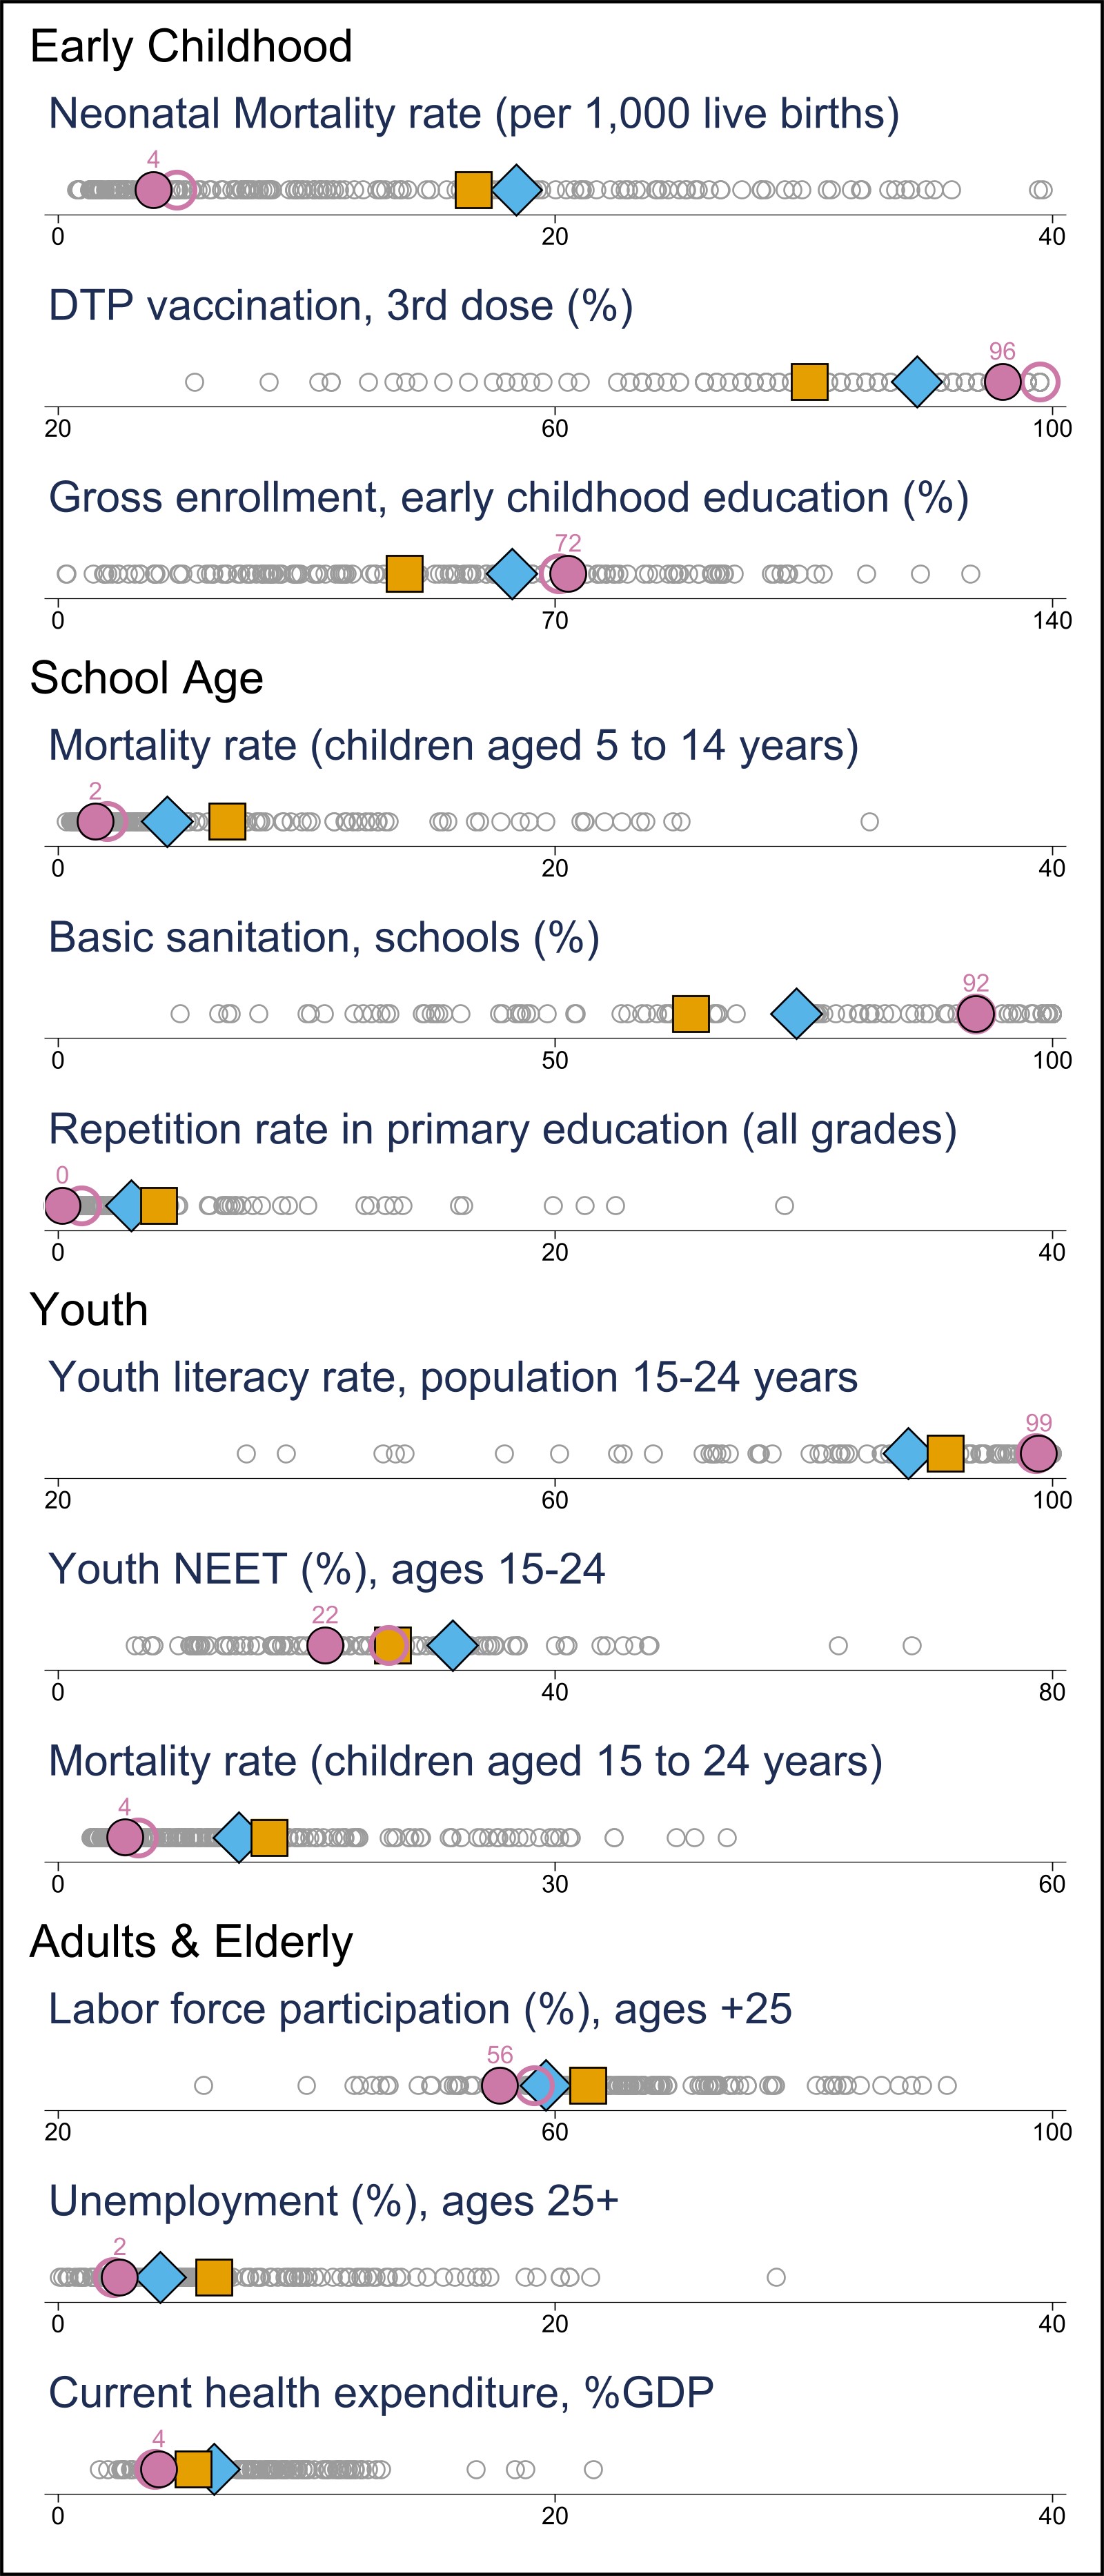 Early Childhood
Neonatal Mortality rate (per 1,000 live births)
4
0 20 40
DTP vaccination, 3rd dose (%)
96
20 60 100
Gross enrollment, early childhood education (%)
72
0 70 140
School Age
Mortality rate (children aged 5 to 14 years)
2
0 20 40
Basic sanitation, schools (%)
92
0 50 100
Repetition rate in primary education (all grades)
0
0 20 40
Youth
Youth literacy rate, population 15-24 years
99
20 60 100
Youth NEET (%), ages 15-24
22
0 40 80
Mortality rate (children aged 15 to 24 years)
4
0 30 60
Adults & Elderly
Labor force participation (%), ages +25
56
20 60 100
Unemployment (%), ages 25+
2
0 20 40
Current health expenditure, %GDP
4
0 20 40